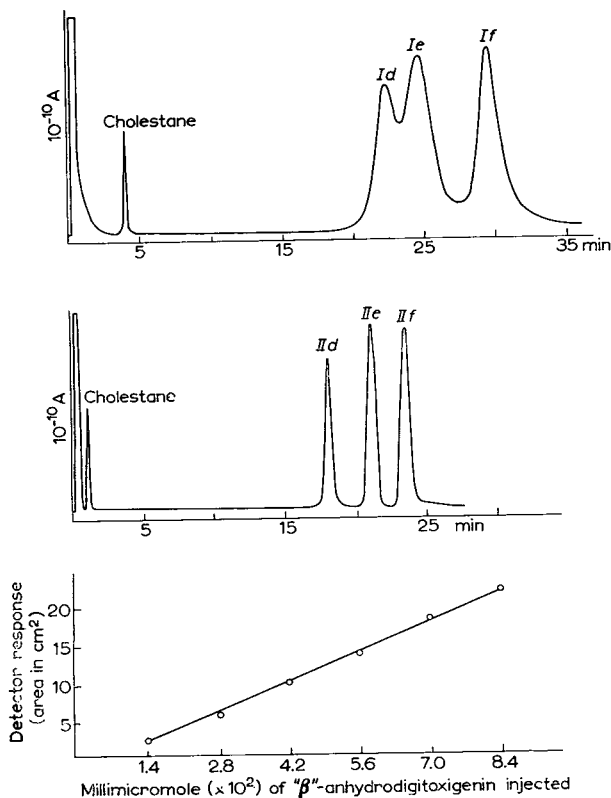 Id Ie If
Cholestane
10⁻¹⁰A
5 15 25 35 min
IId IIe IIf
Cholestane
10⁻¹⁰A
5 15 25 min
Detector response
(area in cm²)
20
15
10
5
1.4 2.8 4.2 5.6 7.0 8.4
Millimicromole (×10²) of "β"-anhydrodigitoxigenin injected